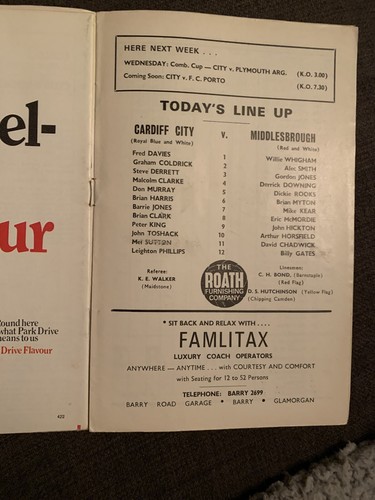 HERE NEXT WEEK . . .
WEDNESDAY: Comb. Cup — CITY v. PLYMOUTH ARG. (K.O. 3.00)
Coming Soon: CITY v. F.C. PORTO (K.O. 7.30)
TODAY'S LINE UP
CARDIFF CITY V. MIDDLESBROUGH
(Royal Blue and White) (Red and White)
Fred DAVIES 1 Willie WHIGHAM
Graham COLDRICK 2 Alec SMITH
Steve DERRETT 3 Gordon JONES
Malcolm CLARKE 4 Derrick DOWNING
Don MURRAY 5 Dickie BOOKS
Brian HARRIS 6 Brian MYTON
Barrie JONES 7 Mike KEAR
Brian CLARK 8 Eric McMORDIE
Peter KING 9 John HICKTON
John TOSHACK 10 Arthur HORSFIELD
Mel SUTTON 11 David CHADWICK
Leighton PHILLIPS 12 Billy GATES
Referee:
K. E. WALKER
(Maidstone)
THE
ROATH
FURNISHING
COMPANY
Linesmen:
C. H. BOND, (Barnstaple)
(Red Flag)
D. S. HUTCHINSON (Yellow Flag)
(Chipping Camden)
* SIT BACK AND RELAX WITH ....
FAMLITAX
LUXURY COACH OPERATORS
ANYWHERE — ANYTIME . . . with COURTESY AND COMFORT
with Seating for 12 to 52 Persons
TELEPHONE: BARRY 2699
BARRY ROAD GARAGE • BARRY • GLAMORGAN
el-
ur
round here
what Park Drive
means to us
Drive Flavour